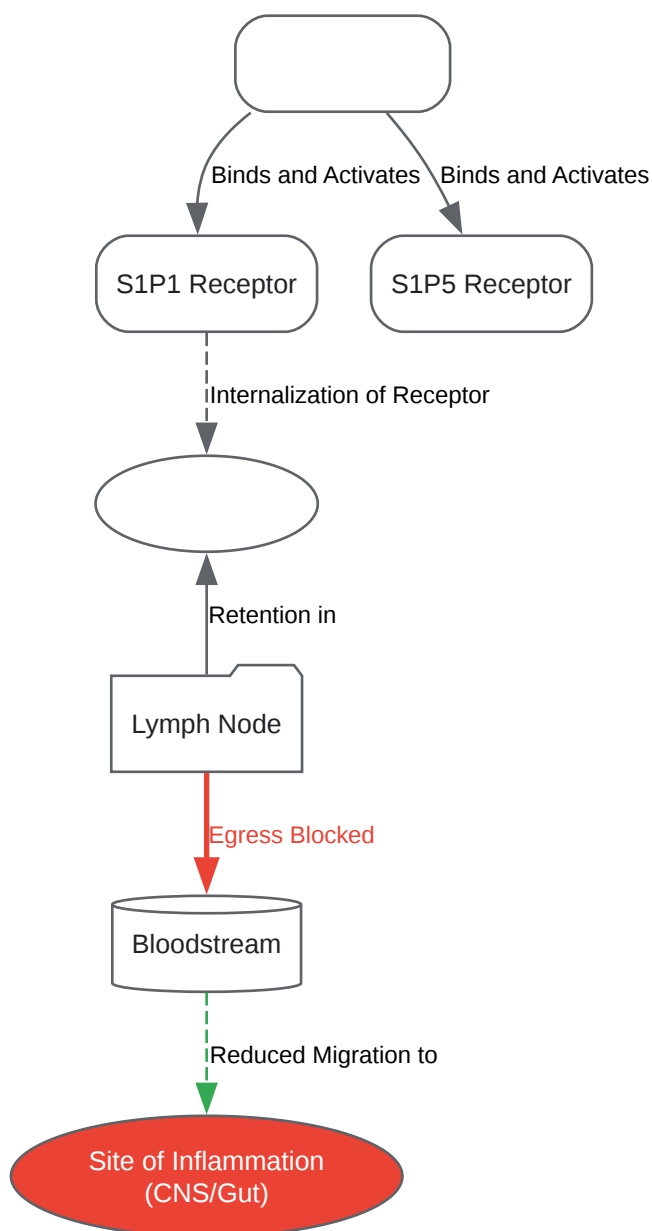 Binds and Activates
Binds and Activates
S1P1 Receptor
S1P5 Receptor
Internalization of Receptor
Retention in
Lymph Node
Egress Blocked
Bloodstream
Reduced Migration to
Site of Inflammation
(CNS/Gut)